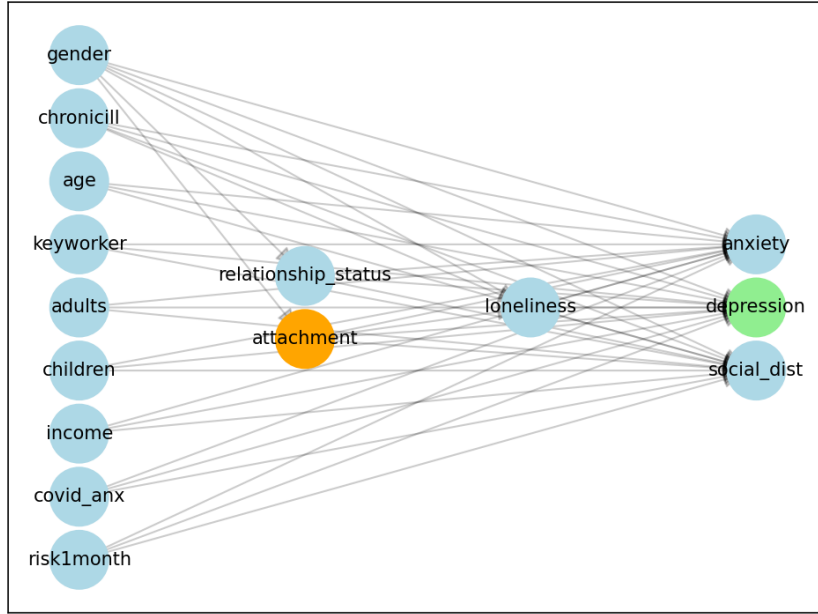 gender
chronicill
age
keyworker
adults
children
income
covid_anx
risk1month
relationship_status
attachment
loneliness
anxiety
depression
social_dist